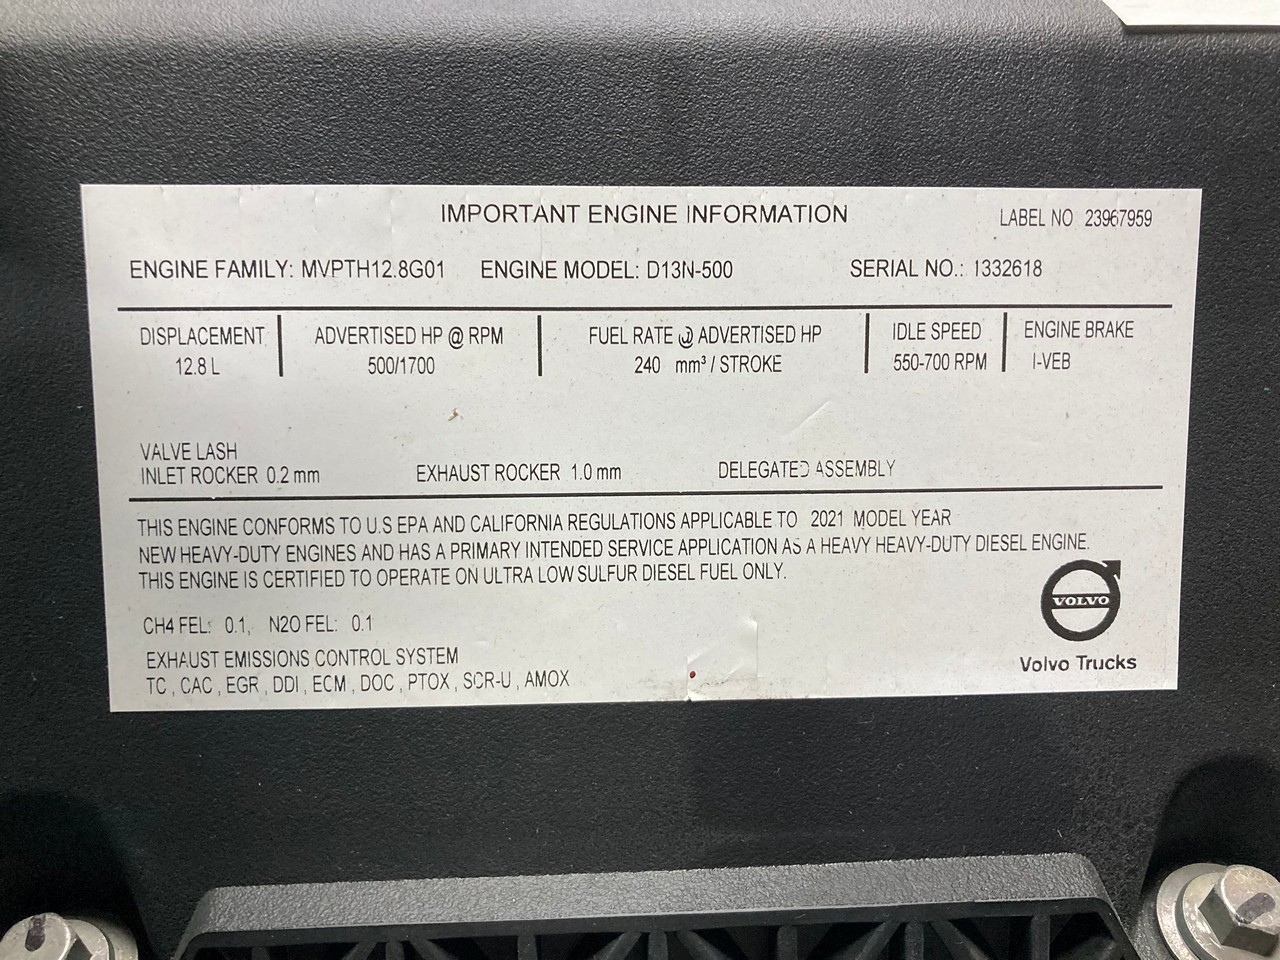 IMPORTANT ENGINE INFORMATION
LABEL NO 23967959
ENGINE FAMILY: MVPTH12.8G01 ENGINE MODEL: D13N-500 SERIAL NO.: 1332618
DISPLACEMENT ADVERTISED HP @ RPM FUEL RATE @ ADVERTISED HP IDLE SPEED ENGINE BRAKE
12.8 L 500/1700 240 mm³ / STROKE 550-700 RPM I-VEB
VALVE LASH
INLET ROCKER 0.2 mm EXHAUST ROCKER 1.0 mm DELEGATED ASSEMBLY
THIS ENGINE CONFORMS TO U.S EPA AND CALIFORNIA REGULATIONS APPLICABLE TO 2021 MODEL YEAR
NEW HEAVY-DUTY ENGINES AND HAS A PRIMARY INTENDED SERVICE APPLICATION AS A HEAVY HEAVY-DUTY DIESEL ENGINE.
THIS ENGINE IS CERTIFIED TO OPERATE ON ULTRA LOW SULFUR DIESEL FUEL ONLY.
VOLVO
CH4 FEL: 0.1, N2O FEL: 0.1
EXHAUST EMISSIONS CONTROL SYSTEM
Volvo Trucks
TC , CAC , EGR , DDI , ECM , DOC , PTOX , SCR-U , AMOX